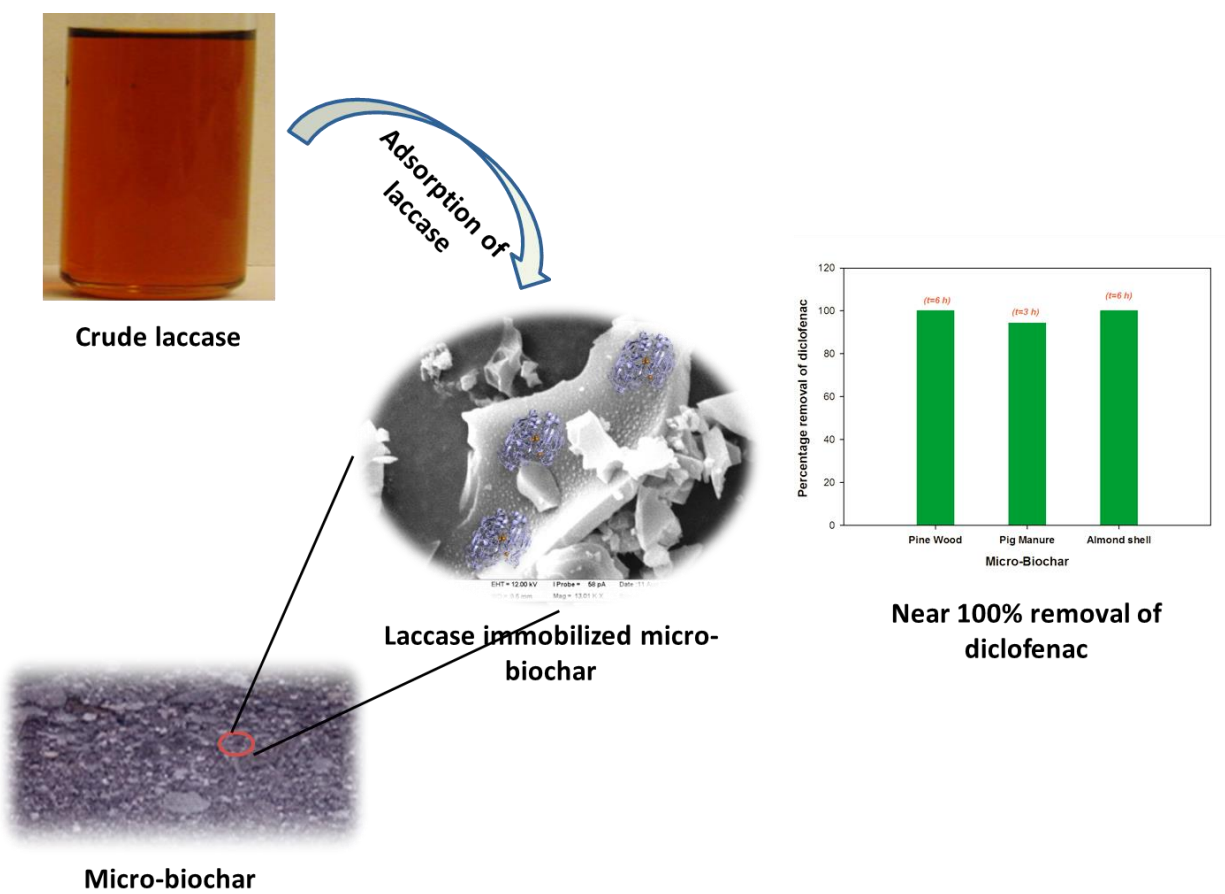 Crude laccase
Adsorption of
laccase
EHT = 12.00 kV I Probe = 58 pA Date
Mag = 13.01 K X
Laccase immobilized micro-
biochar
Micro-biochar
Percentage removal of diclofenac
120
100
80
60
40
20
0
(t=6 h)
(t=3 h)
(t=6 h)
Pine Wood
Pig Manure
Almond shell
Micro-Biochar
Near 100% removal of
diclofenac